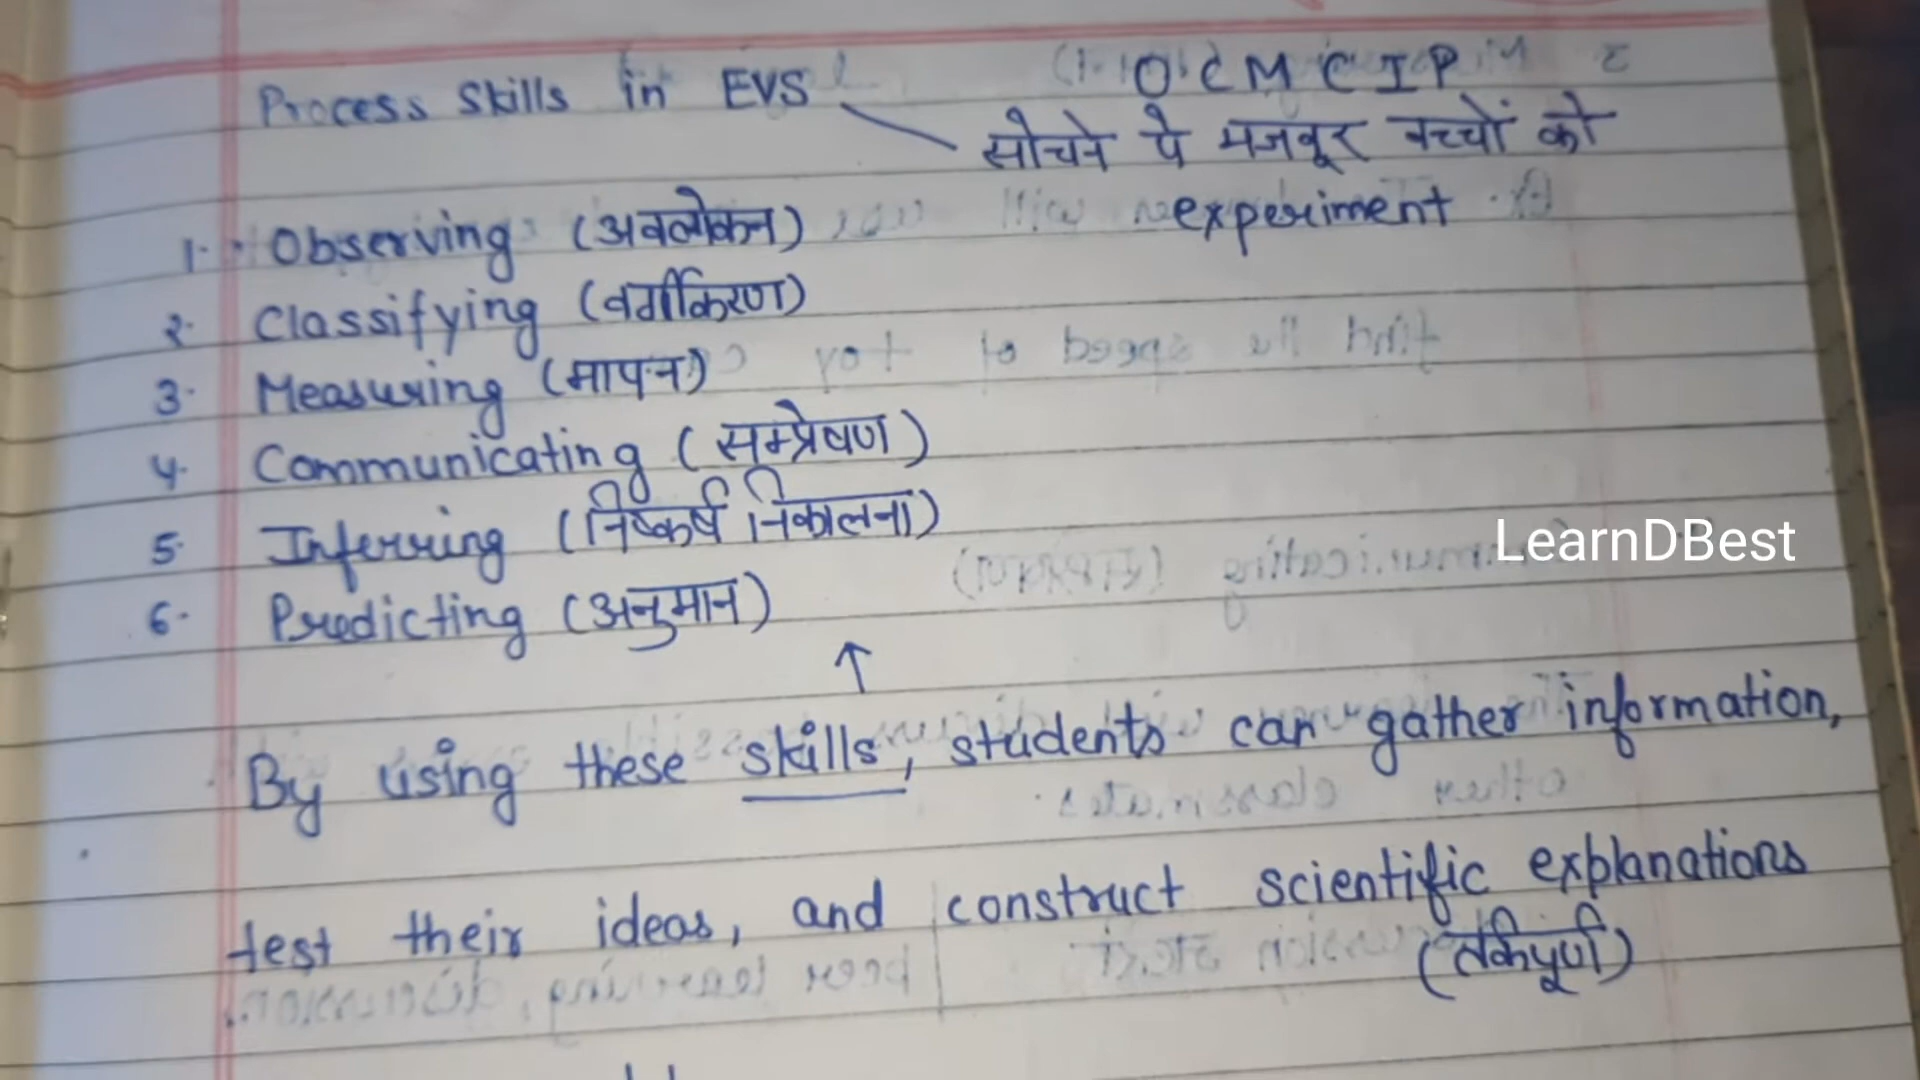 Process Skills in EVS
O C M C I P
सोचने पे मजबूर बच्चों को
experiment
1. Observing (अवलोकन)
2. Classifying (वर्गीकरण)
3. Measuring (मापन)
4. Communicating (सम्प्रेषण)
5. Inferring (निष्कर्ष निकालना)
6. Predicting (अनुमान)
↑
By using these skills, students can gather information,
test their ideas, and construct scientific explanations
(तर्कपूर्ण)
LearnDBest